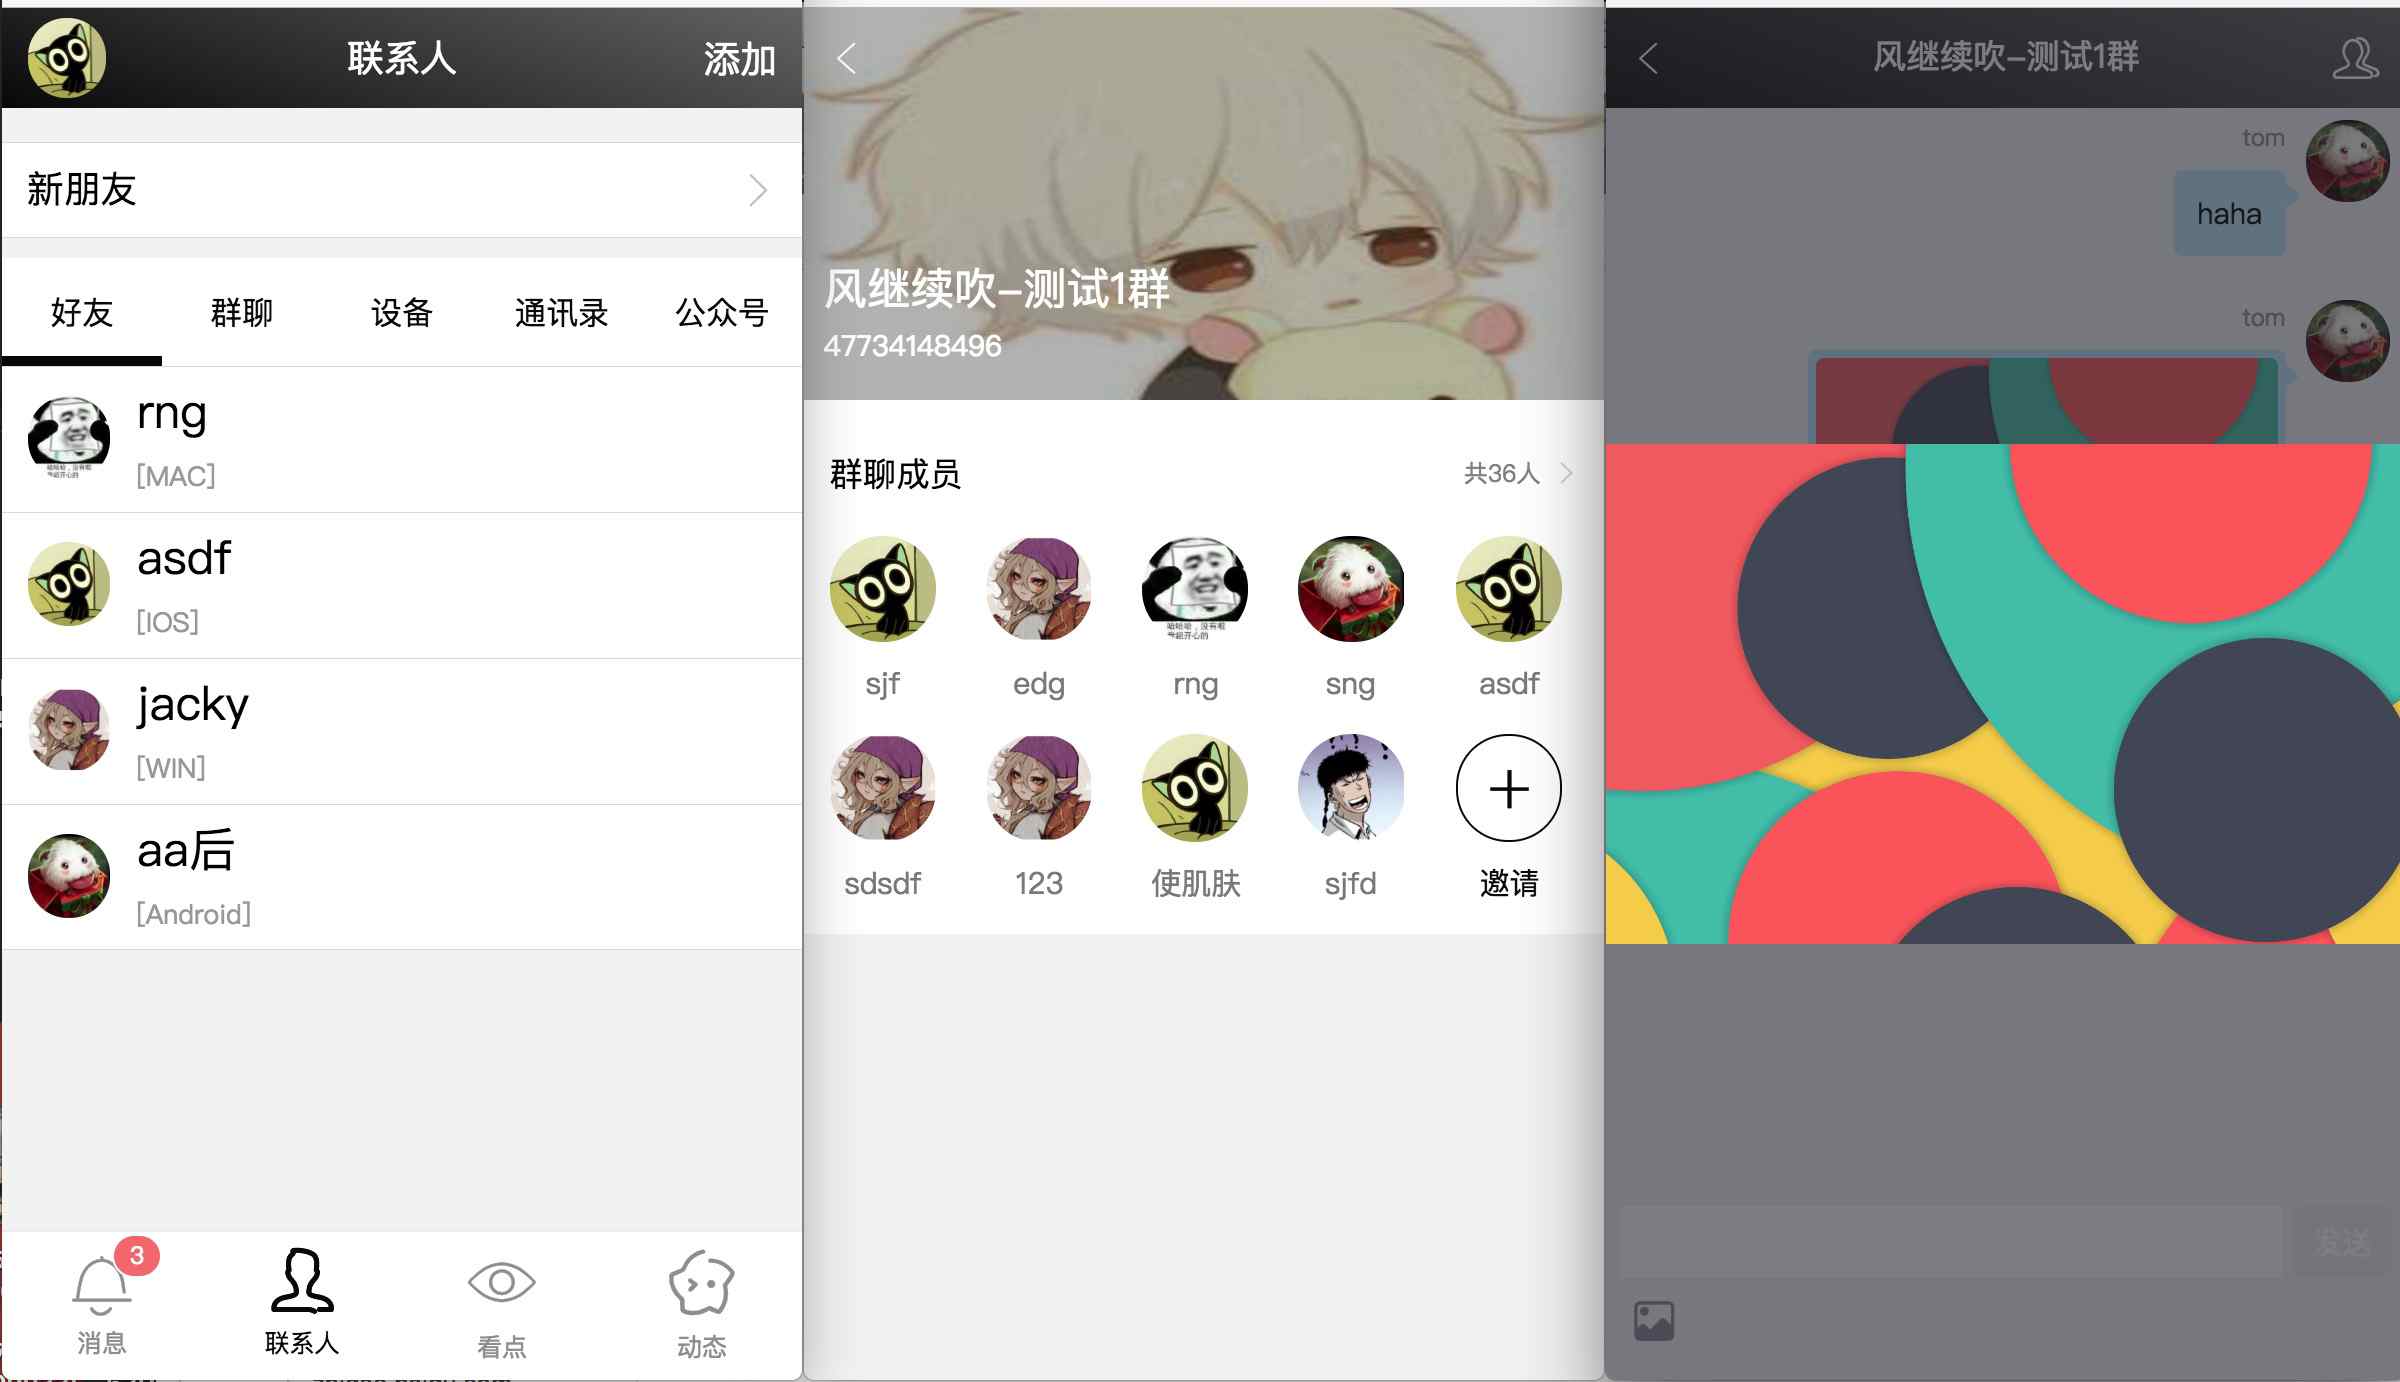 联系人
添加
新朋友
好友 群聊 设备 通讯录 公众号
rng
[MAC]
asdf
[IOS]
jacky
[WIN]
aa后
[Android]
3
消息 联系人 看点 动态
风继续吹-测试1群
47734148496
群聊成员 共36人
sjf edg rng sng asdf
sdsdf 123 使肌肤 sjfd 邀请
风继续吹-测试1群
tom
haha
tom
发送